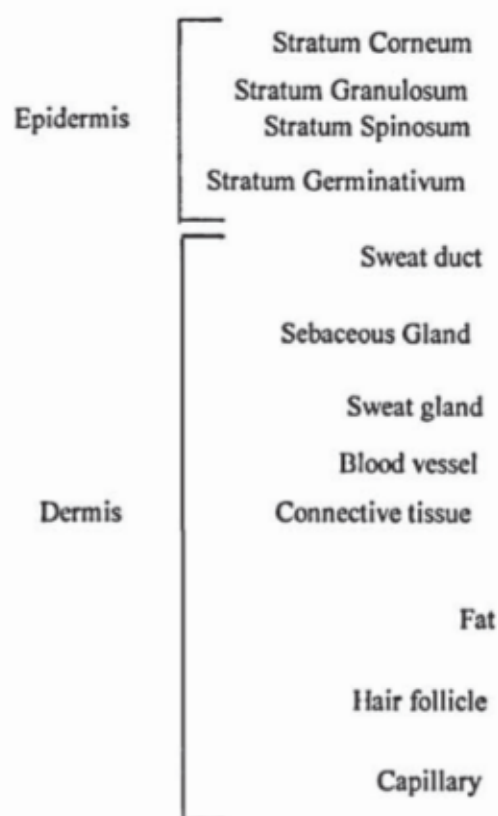 Stratum Corneum
Stratum Granulosum
Epidermis
Stratum Spinosum
Stratum Germinativum
Sweat duct
Sebaceous Gland
Sweat gland
Blood vessel
Dermis
Connective tissue
Fat
Hair follicle
Capillary